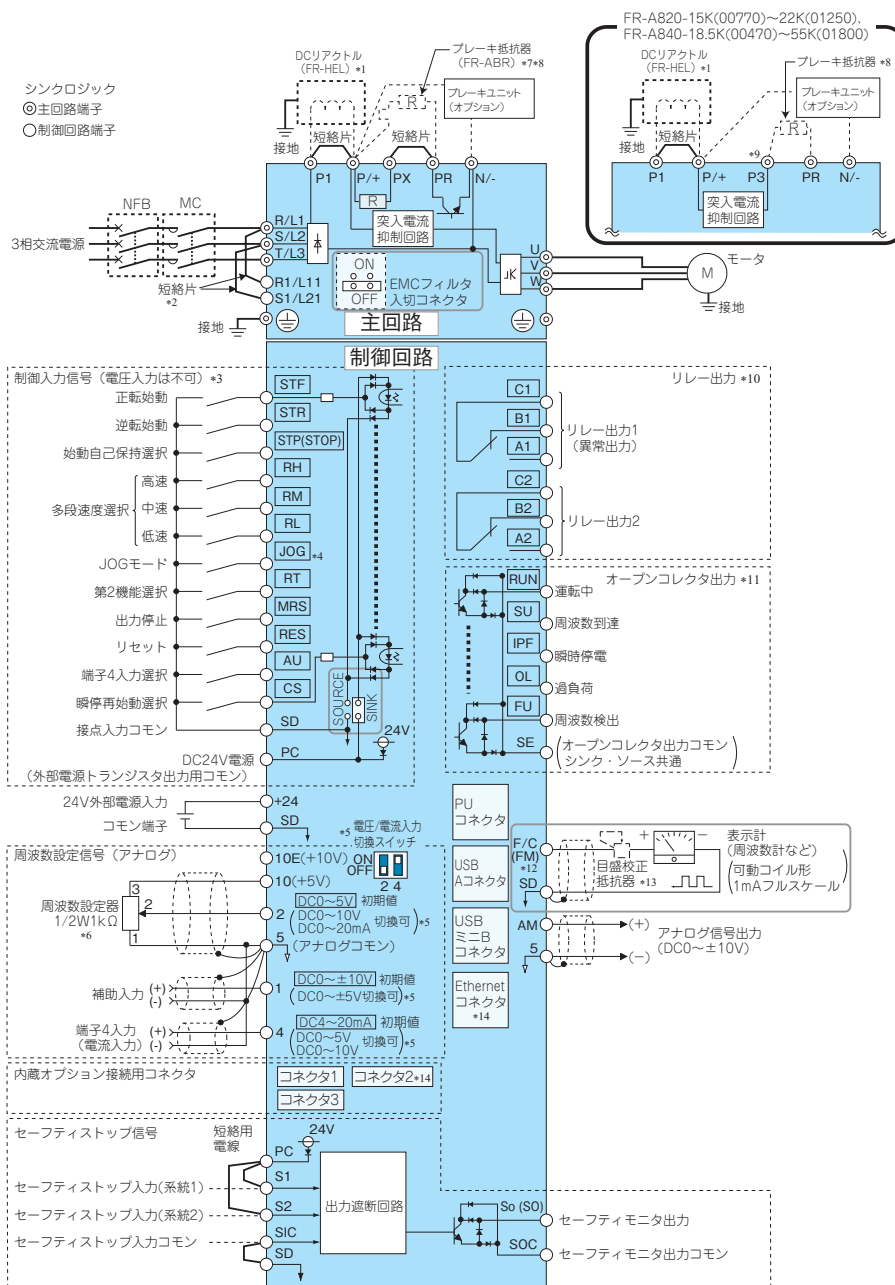 FR-A820-15K(00770)～22K(01250)、
FR-A840-18.5K(00470)～55K(01800)
DCリアクトル
(FR-HEL) *1
ブレーキ抵抗器 *8
ブレーキユニット
(オプション)
R
接地
短絡片
*9
P1
P/+
P3
PR
N/-
突入電流
抑制回路
シンクロジック
◎主回路端子
○制御回路端子
DCリアクトル
(FR-HEL) *1
ブレーキ抵抗器
(FR-ABR) *7*8
ブレーキユニット
(オプション)
R
接地
短絡片
短絡片
P1
P/+
PX
PR
N/-
R
突入電流
抑制回路
NFB
MC
3相交流電源
R/L1
S/L2
T/L3
R1/L11
S1/L21
短絡片
*2
接地
ON
OFF
EMCフィルタ
入切コネクタ
U
V
W
M
モータ
接地
主回路
制御回路
制御入力信号（電圧入力は不可）*3
正転始動
STF
逆転始動
STR
始動自己保持選択
STP(STOP)
多段速度選択
高速
RH
中速
RM
低速
RL
JOGモード
JOG *4
第2機能選択
RT
出力停止
MRS
リセット
RES
端子4入力選択
AU
瞬停再始動選択
CS
接点入力コモン
SD
SOURCE
SINK
24V
DC24V電源
(外部電源トランジスタ出力用コモン)
PC
24V外部電源入力
+24
コモン端子
SD
リレー出力 *10
C1
B1
A1
リレー出力1
(異常出力)
C2
B2
A2
リレー出力2
オープンコレクタ出力 *11
RUN
運転中
SU
周波数到達
IPF
瞬時停電
OL
過負荷
FU
周波数検出
SE
(オープンコレクタ出力コモン
シンク・ソース共通)
周波数設定信号（アナログ）
*5 電圧/電流入力
切換スイッチ
ON
OFF
2 4
10E(+10V)
10(+5V)
周波数設定器
1/2W1kΩ
*6
3
2
1
2
DC0～5V 初期値
(DC0～10V
DC0～20mA 切換可)*5
5
(アナログコモン)
補助入力
(+)
(-)
1
DC0～±10V 初期値
(DC0～±5V切換可)*5
端子4入力
(電流入力)
(+)
(-)
4
DC4～20mA 初期値
(DC0～5V
DC0～10V 切換可)*5
PU
コネクタ
USB
Aコネクタ
USB
ミニB
コネクタ
Ethernet
コネクタ
*14
F/C
(FM)
*12
SD
目盛校正
抵抗器 *13
+
−
表示計
(周波数計など)
(可動コイル形
1mAフルスケール)
AM
5
(+)
(−)
アナログ信号出力
(DC0～±10V)
内蔵オプション接続用コネクタ
コネクタ1
コネクタ2*14
コネクタ3
セーフティストップ信号
短絡用
電線
24V
PC
セーフティストップ入力(系統1)
S1
セーフティストップ入力(系統2)
S2
セーフティストップ入力コモン
SIC
SD
出力遮断回路
So (SO)
セーフティモニタ出力
SOC
セーフティモニタ出力コモン